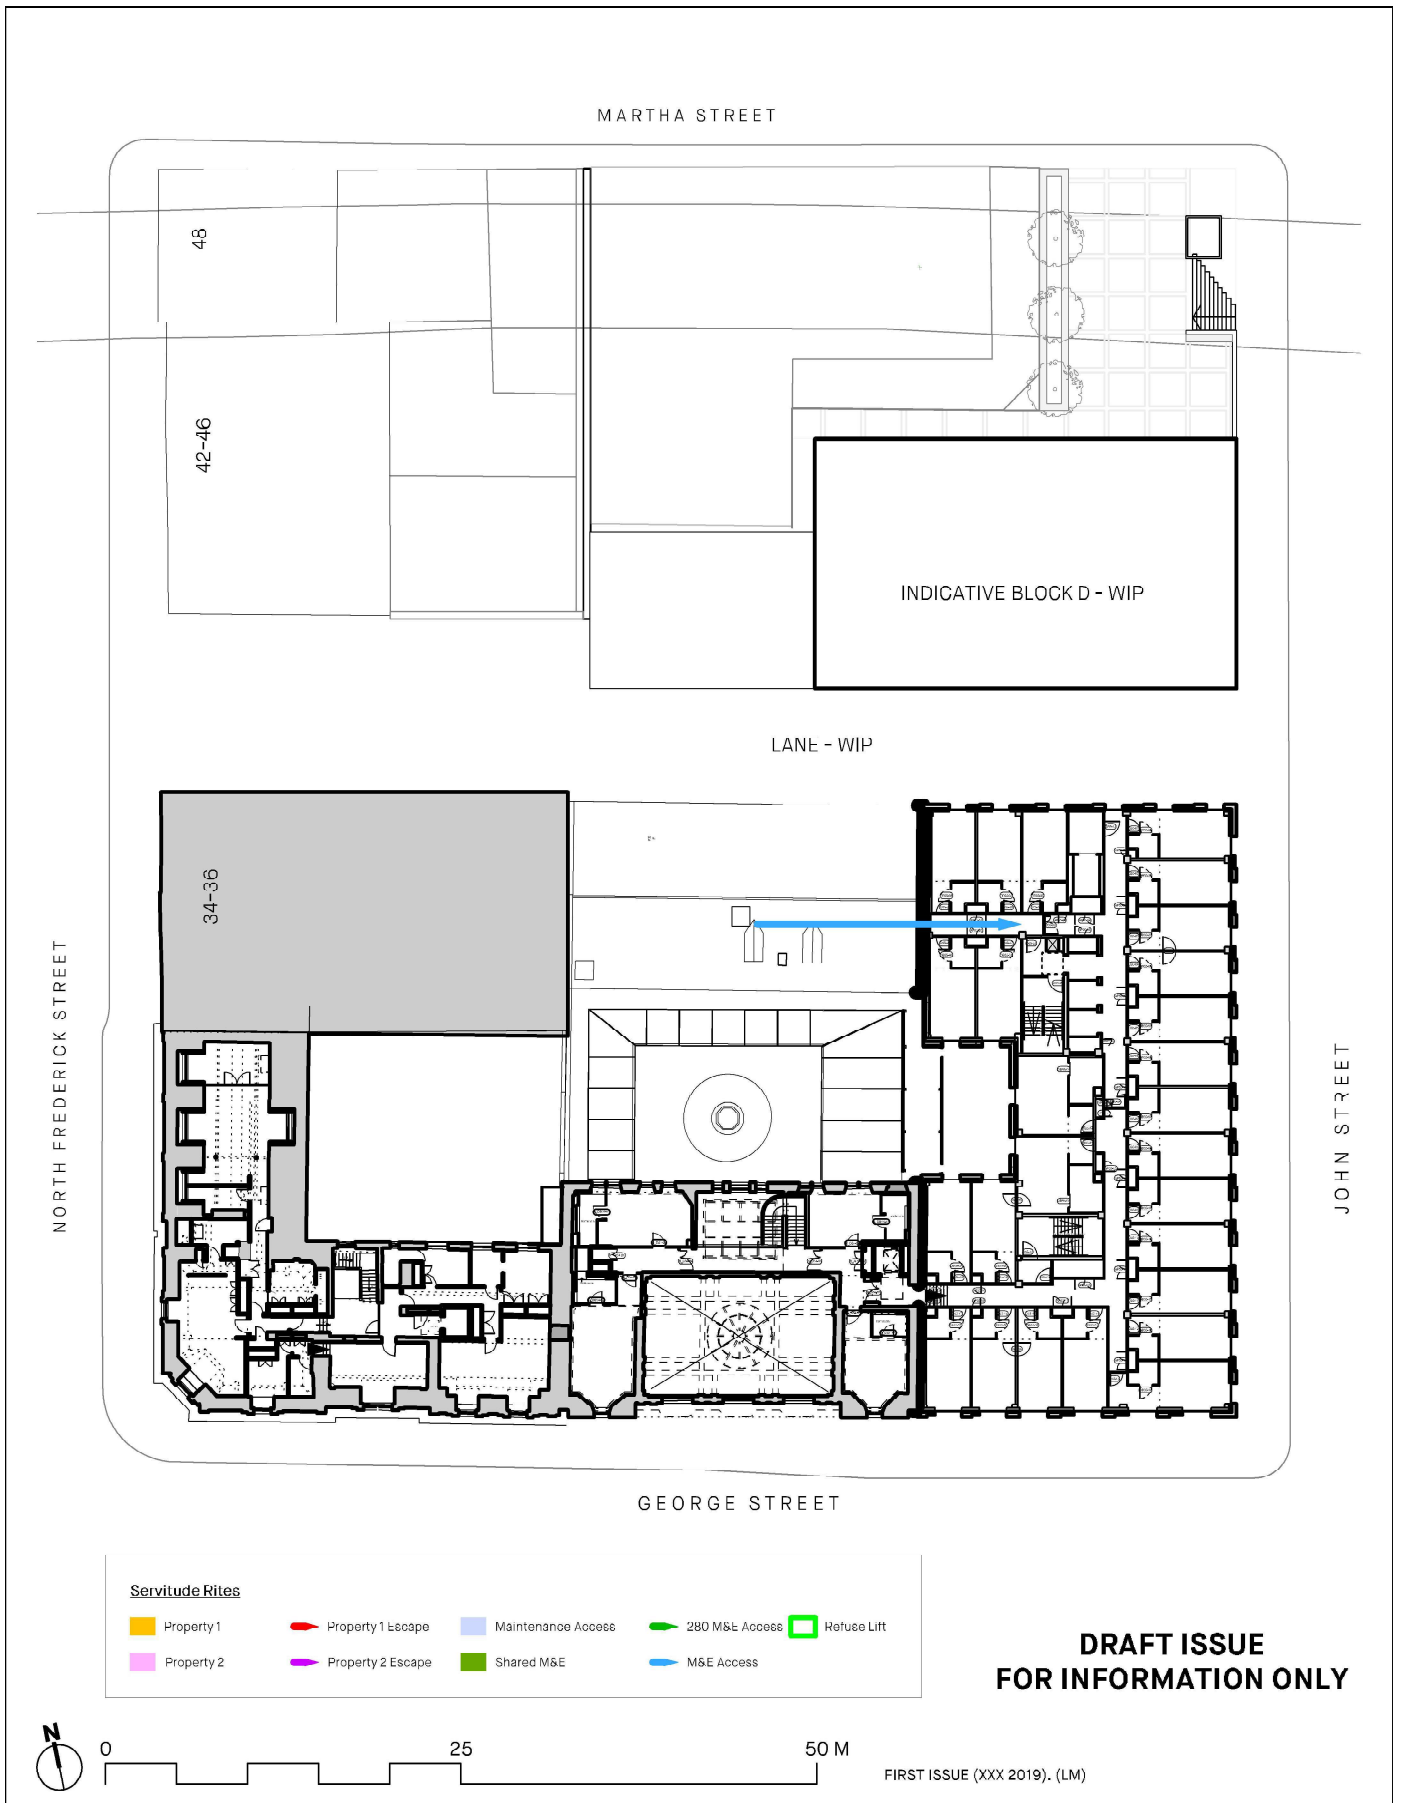 MARTHA STREET
48
42-46
INDICATIVE BLOCK D - WIP
LANE - WIP
34-36
NORTH FREDERICK STREET
JOHN STREET
GEORGE STREET
Servitude Rites
Property 1
Property 1 Escape
Maintenance Access
280 M&E Access
Refuse Lift
Property 2
Property 2 Escape
Shared M&E
M&E Access
DRAFT ISSUE
FOR INFORMATION ONLY
N
0 25 50 M
FIRST ISSUE (XXX 2019). (LM)